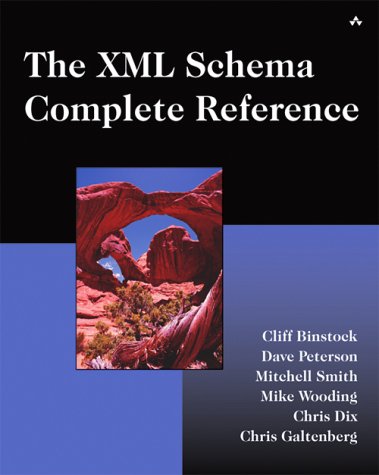 The XML Schema
Complete Reference
Cliff Binstock
Dave Peterson
Mitchell Smith
Mike Wooding
Chris Dix
Chris Galtenberg